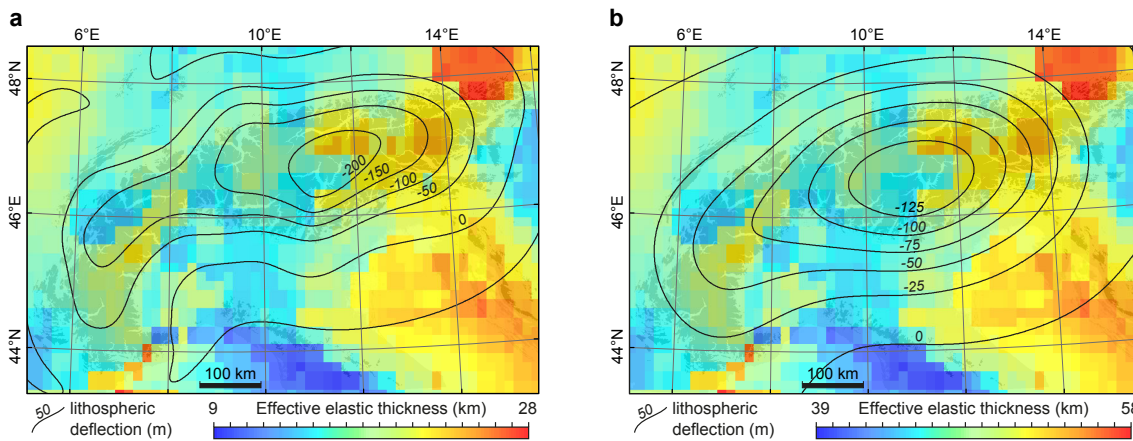 a
6°E 10°E 14°E
48°N
46°N
44°N
-200
-150
-100
-50
0
100 km
50 lithospheric deflection (m)
9 Effective elastic thickness (km) 28
b
6°E 10°E 14°E
48°N
46°N
44°N
-125
-100
-75
-50
-25
0
100 km
50 lithospheric deflection (m)
39 Effective elastic thickness (km) 58